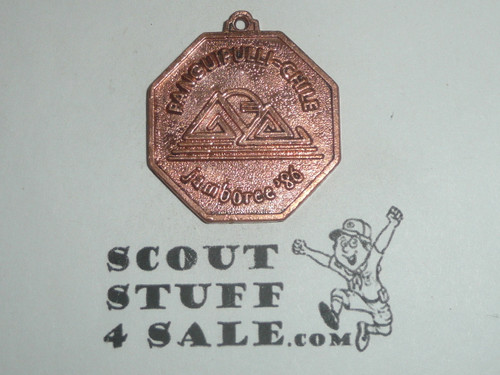 PANGUIPULLI-CHILE
jamboree '86
SCOUT
STUFF
4 SALE.com